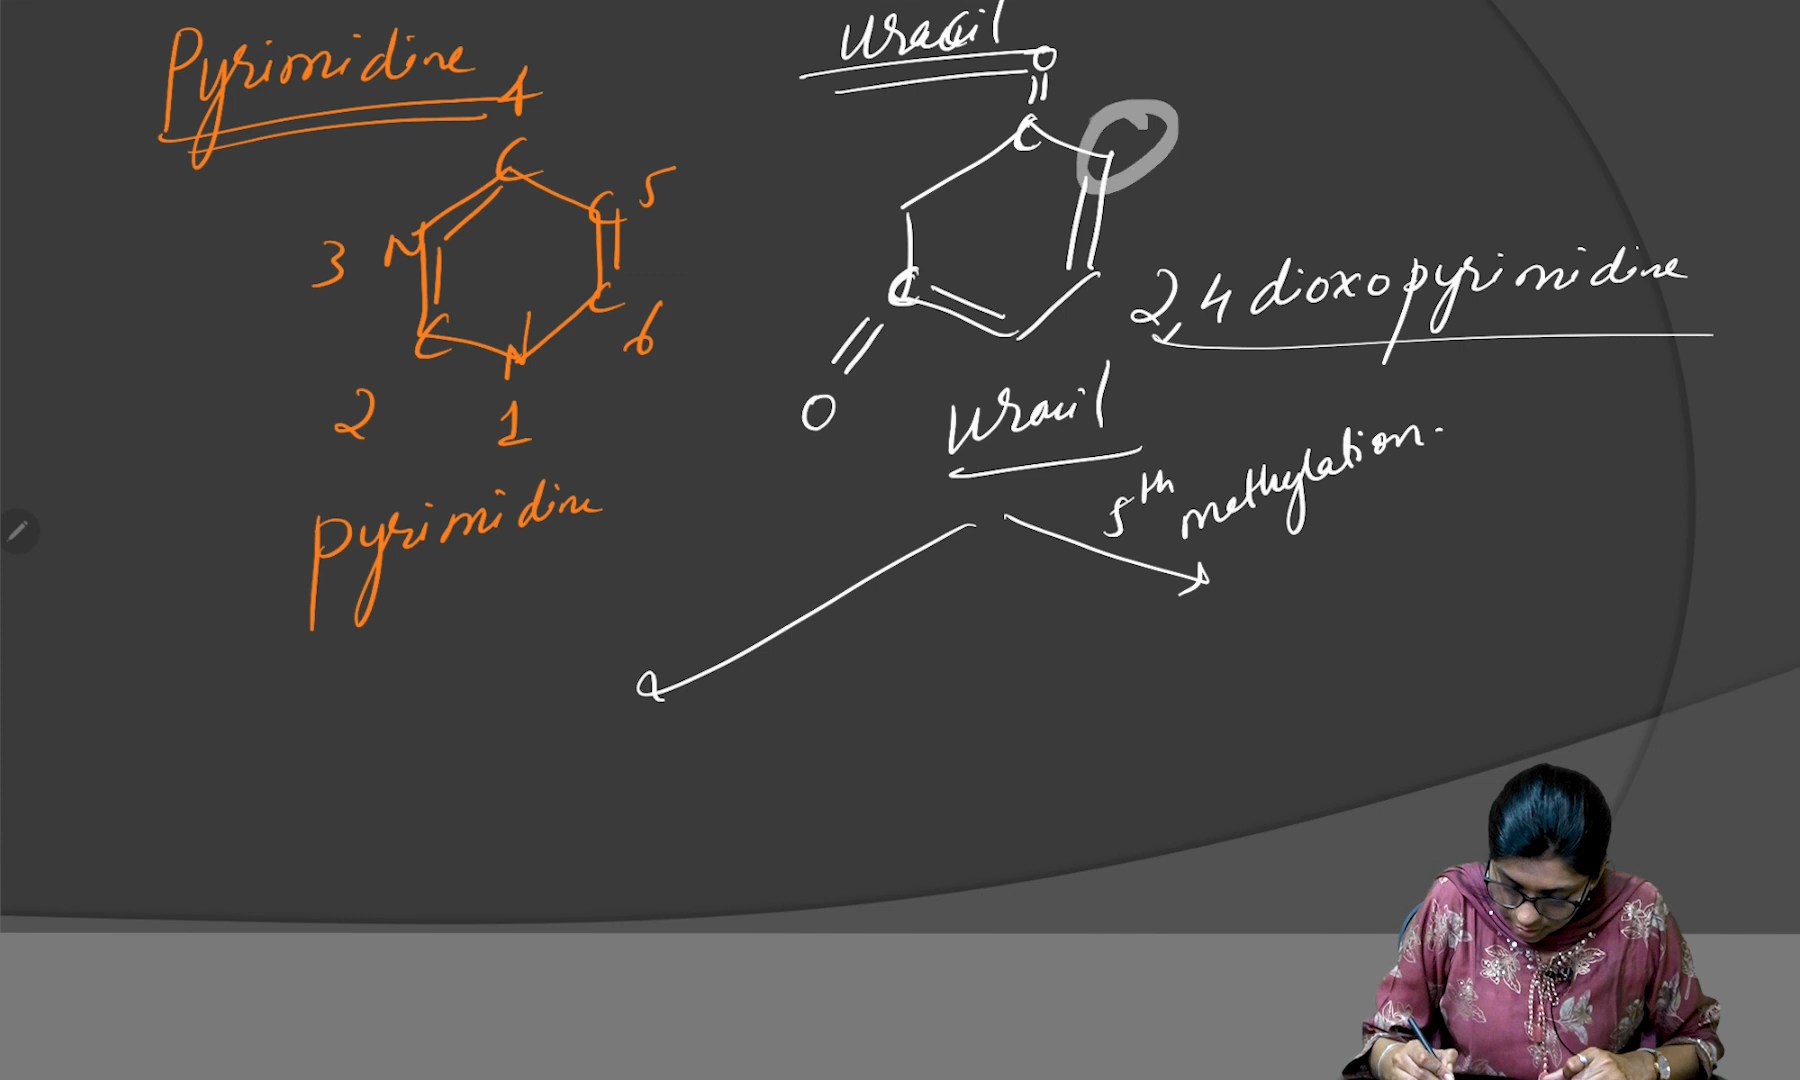 Pyrimidine
4
C
C 5
3 N
C
C
6
N
2 1
pyrimidine
Uracil
O
C
C
O
2,4 dioxopyrimidine
Uracil
5th methylation.